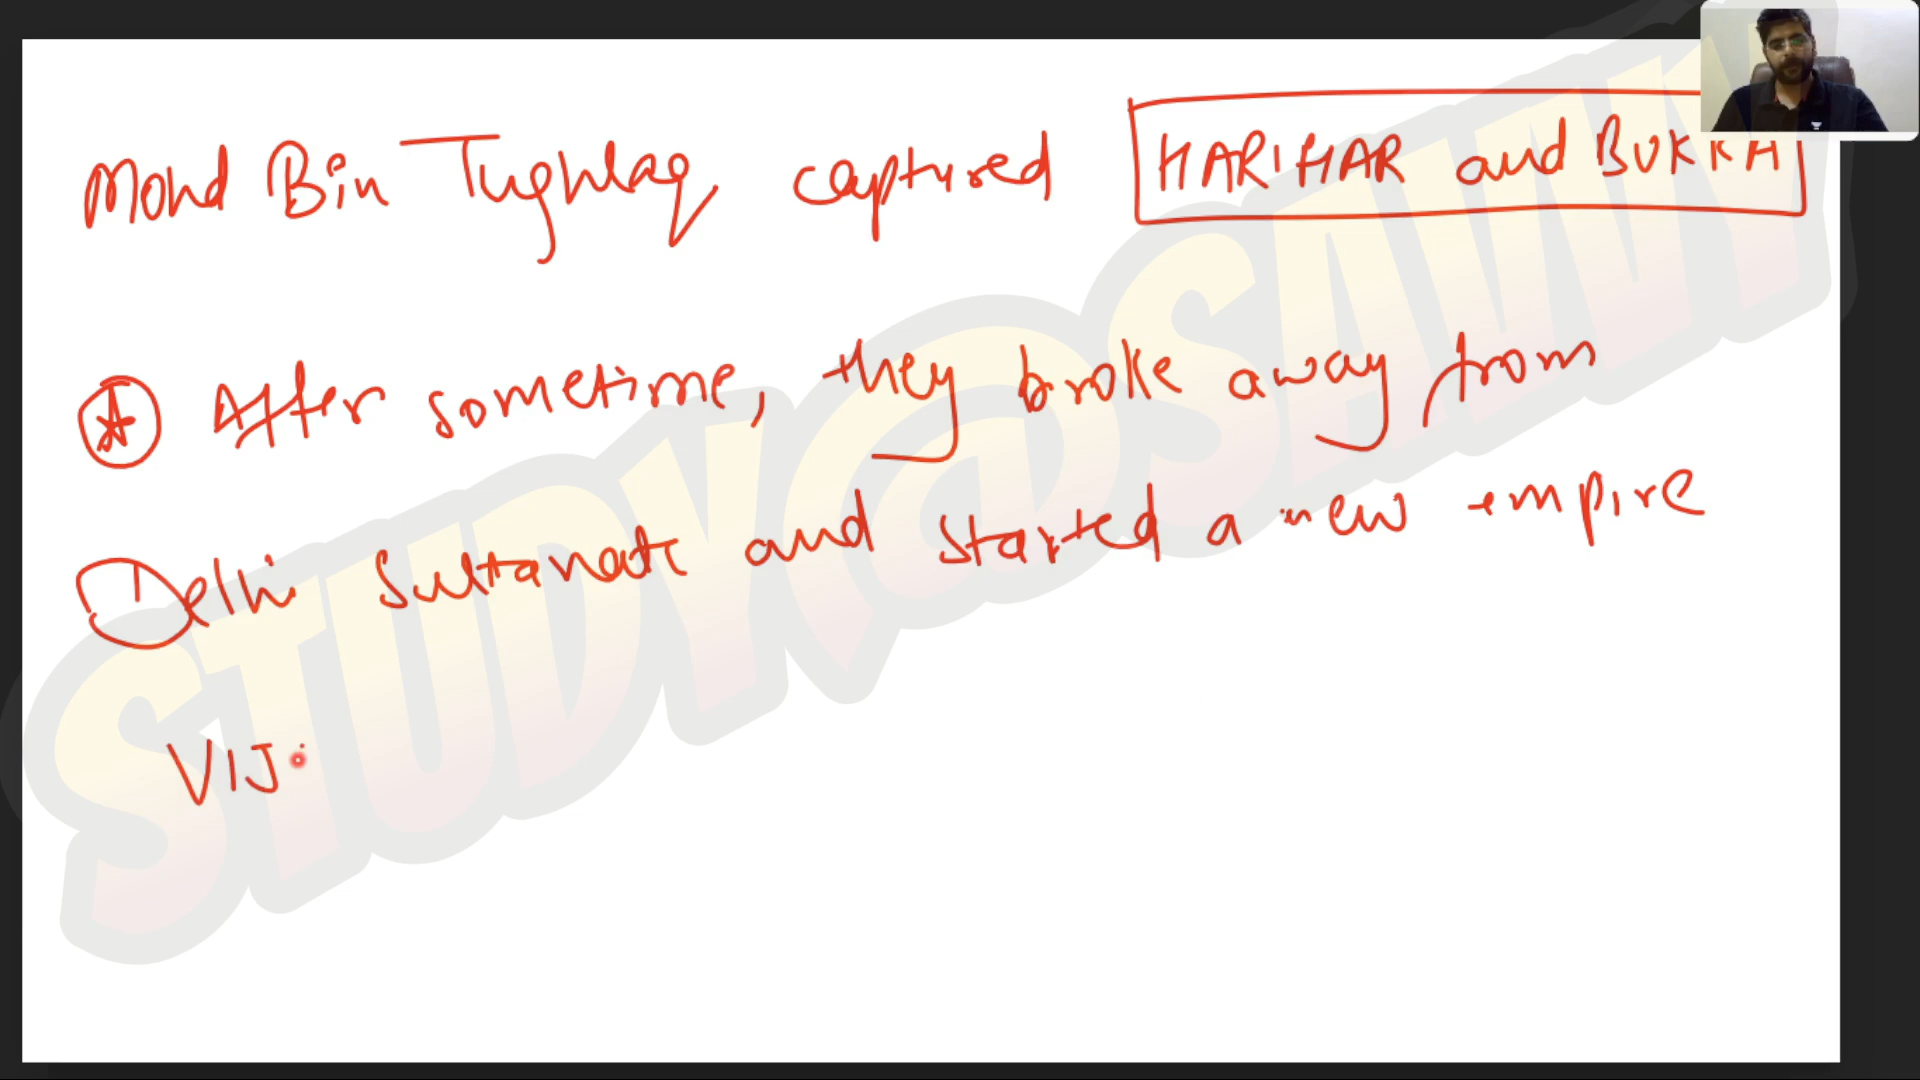 Mohd Bin Tughlaq captured HARIHAR and BUKKA
After sometime, they broke away from
Delhi Sultanate and started a new empire
VIJ
STUDY@SAVVY